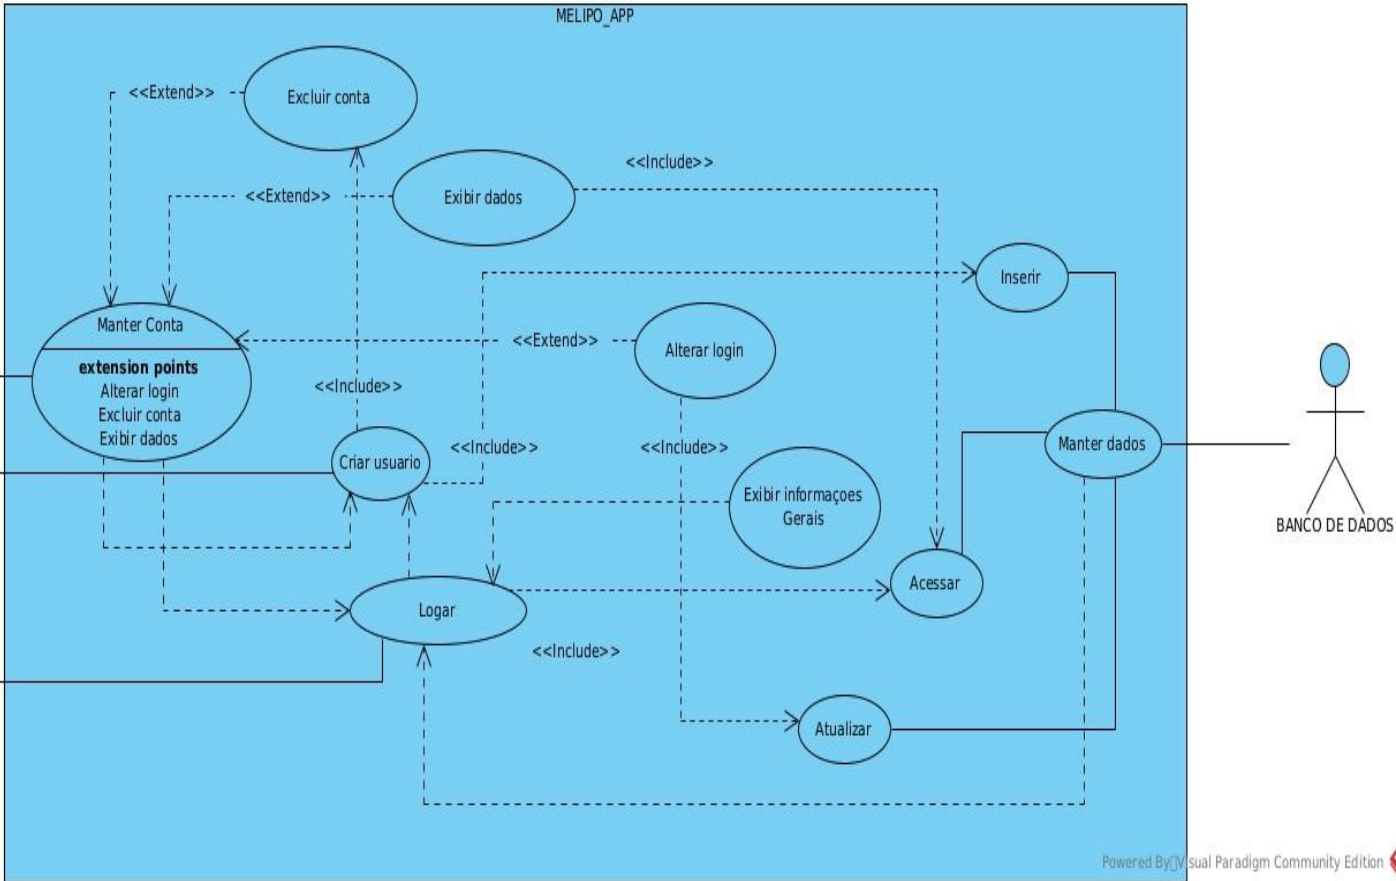 MELIPO_APP
<<Extend>>
Excluir conta
<<Include>>
<<Extend>>
Exibir dados
Inserir
Manter Conta
<<Extend>>
Alterar login
extension points
Alterar login
Excluir conta
Exibir dados
<<Include>>
<<Include>>
<<Include>>
Manter dados
Criar usuario
Exibir informaçoes
Gerais
BANCO DE DADOS
Acessar
Logar
<<Include>>
Atualizar
Powered By▯Visual Paradigm Community Edition